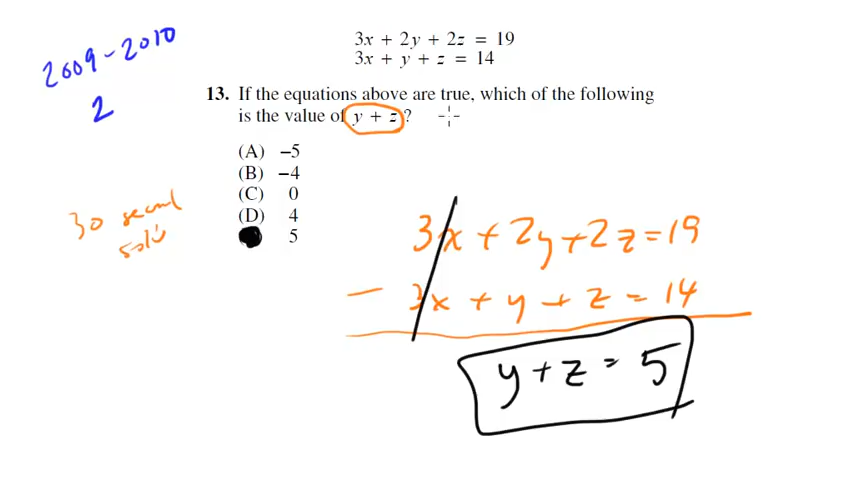 2009-2010
2
3x + 2y + 2z = 19
3x + y + z = 14
13. If the equations above are true, which of the following
is the value of y + z ?
(A) −5
(B) −4
(C) 0
(D) 4
5
30 second
3x + 2y + 2z = 19
− 3x + y + z = 14
y + z = 5